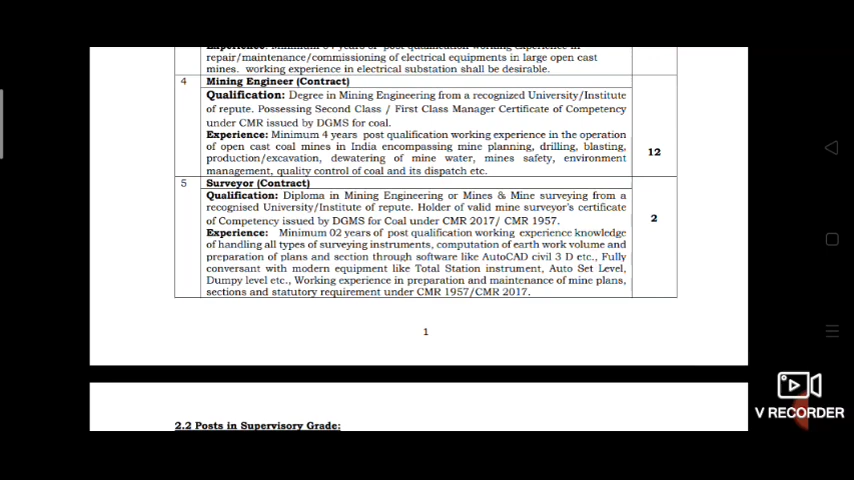 Experience: Minimum 04 years of post qualification working experience in
repair/maintenance/commissioning of electrical equipments in large open cast
mines. working experience in electrical substation shall be desirable.
4 Mining Engineer (Contract)
Qualification: Degree in Mining Engineering from a recognized University/Institute
of repute. Possessing Second Class / First Class Manager Certificate of Competency
under CMR issued by DGMS for coal.
Experience: Minimum 4 years post qualification working experience in the operation
of open cast coal mines in India encompassing mine planning, drilling, blasting,
production/excavation, dewatering of mine water, mines safety, environment
management, quality control of coal and its dispatch etc.
12
5 Surveyor (Contract)
Qualification: Diploma in Mining Engineering or Mines & Mine surveying from a
recognised University/Institute of repute. Holder of valid mine surveyor's certificate
of Competency issued by DGMS for Coal under CMR 2017/ CMR 1957.
Experience: Minimum 02 years of post qualification working experience knowledge
of handling all types of surveying instruments, computation of earth work volume and
preparation of plans and section through software like AutoCAD civil 3 D etc., Fully
conversant with modern equipment like Total Station instrument, Auto Set Level,
Dumpy level etc., Working experience in preparation and maintenance of mine plans,
sections and statutory requirement under CMR 1957/CMR 2017.
2
1
2.2 Posts in Supervisory Grade:
V RECORDER